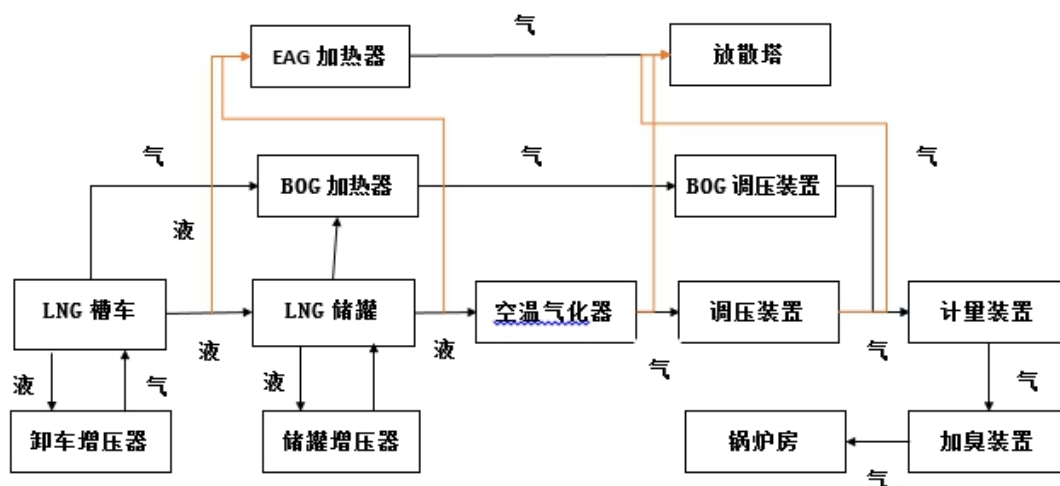 气
EAG 加热器
放散塔
气
气
气
BOG 加热器
BOG 调压装置
液
LNG 槽车
LNG 储罐
空温气化器
调压装置
计量装置
液
液
气
气
液
气
液
气
卸车增压器
储罐增压器
锅炉房
加臭装置
气